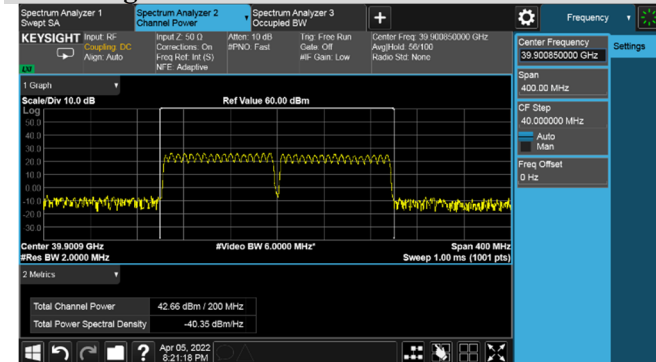 Spectrum Analyzer 1
Swept SA
Spectrum Analyzer 2
Channel Power
Spectrum Analyzer 3
Occupied BW
+
Frequency
KEYSIGHT
Input: RF
Coupling: DC
Align: Auto
Input Z: 50 Ω
Corrections: On
Freq Ref: Int (S)
NFE: Adaptive
Atten: 10 dB
#PNO: Fast
Trig: Free Run
Gate: Off
#IF Gain: Low
Center Freq: 39.900850000 GHz
Avg|Hold: 56/100
Radio Std: None
LXI
Center Frequency
39.900850000 GHz
Settings
Span
400.00 MHz
CF Step
40.000000 MHz
Auto
Man
Freq Offset
0 Hz
1 Graph
Scale/Div 10.0 dB
Ref Value 60.00 dBm
Log
50.0
40.0
30.0
20.0
10.0
0.00
-10.0
-20.0
-30.0
Center 39.9009 GHz
#Video BW 6.0000 MHz*
Span 400 MHz
#Res BW 2.0000 MHz
Sweep 1.00 ms (1001 pts)
2 Metrics
Total Channel Power 42.66 dBm / 200 MHz
Total Power Spectral Density -40.35 dBm/Hz
?
Apr 05, 2022
8:21:18 PM